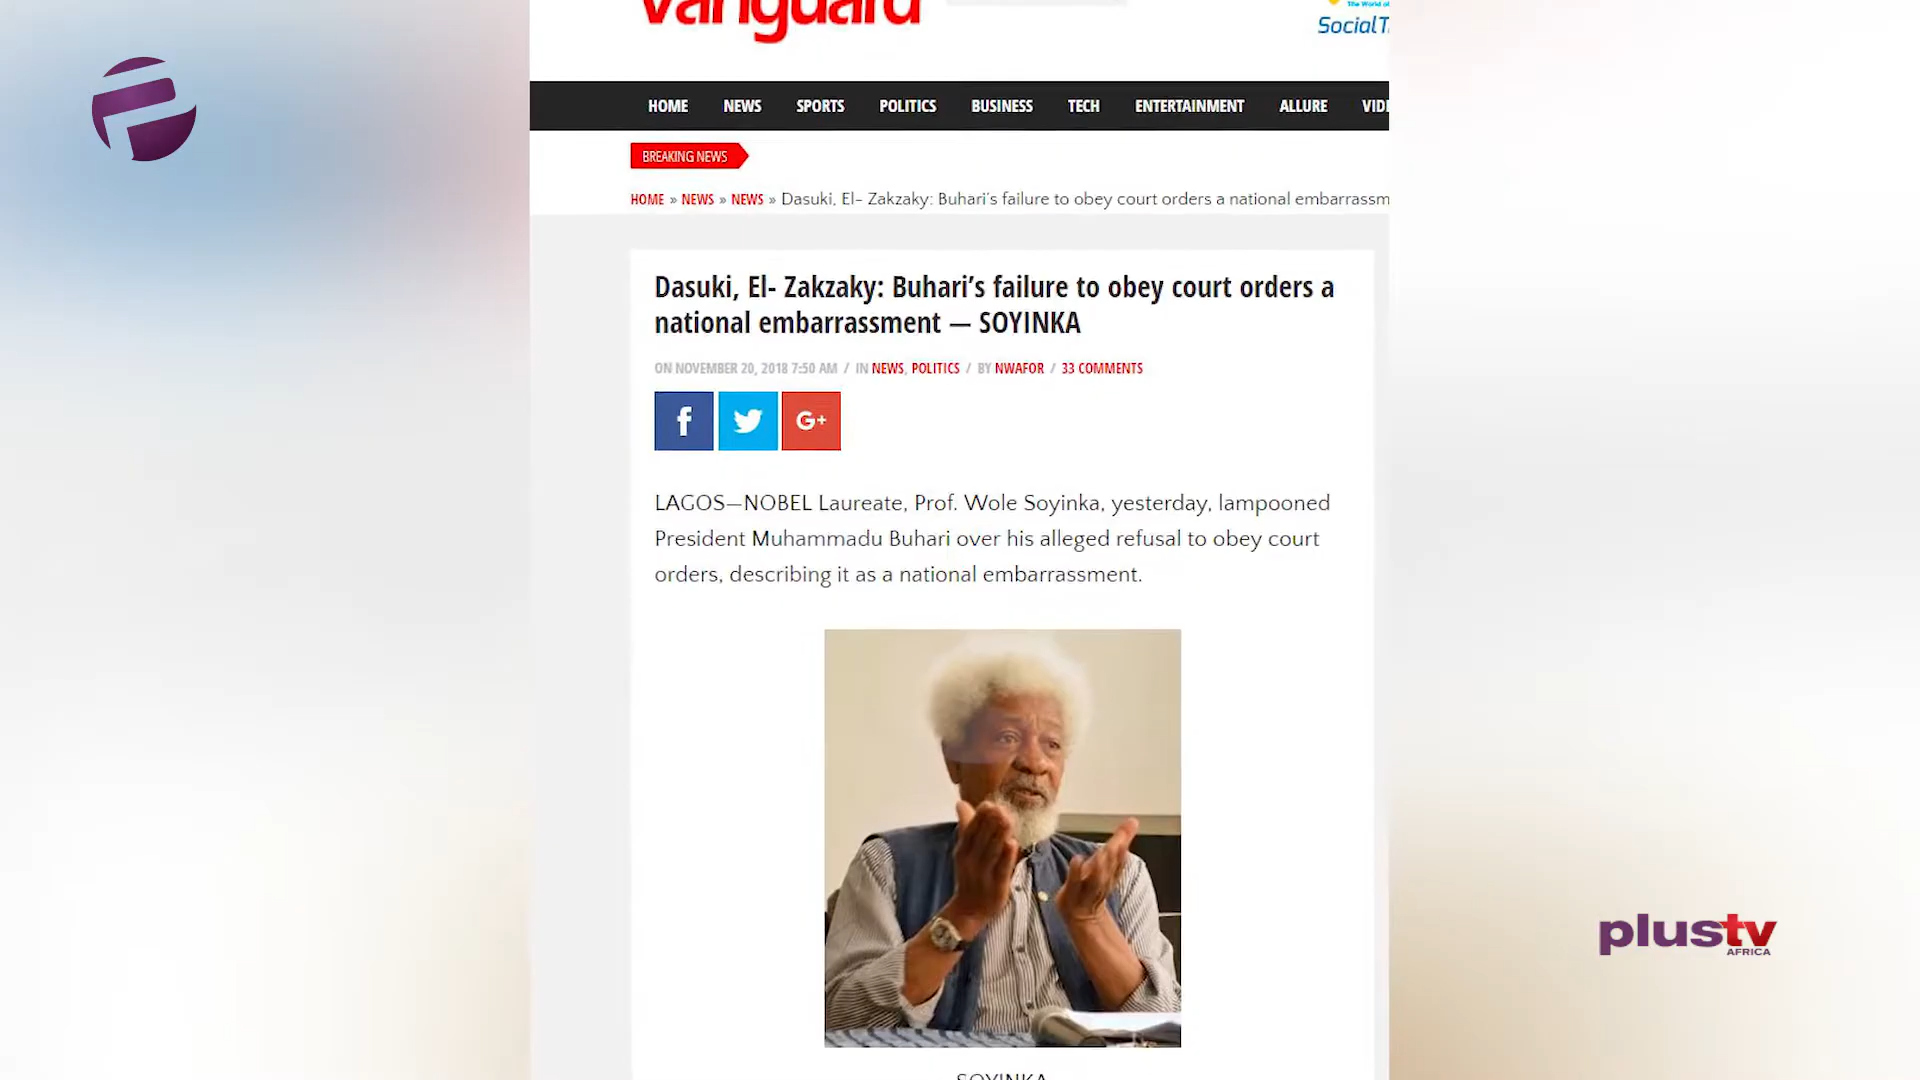 vanguard
The World of
SocialT
HOME NEWS SPORTS POLITICS BUSINESS TECH ENTERTAINMENT ALLURE VID
BREAKING NEWS
HOME » NEWS » NEWS » Dasuki, El- Zakzaky: Buhari's failure to obey court orders a national embarrassm
Dasuki, El- Zakzaky: Buhari's failure to obey court orders a
national embarrassment — SOYINKA
ON NOVEMBER 20, 2018 7:50 AM / IN NEWS, POLITICS / BY NWAFOR / 33 COMMENTS
f G+
LAGOS—NOBEL Laureate, Prof. Wole Soyinka, yesterday, lampooned
President Muhammadu Buhari over his alleged refusal to obey court
orders, describing it as a national embarrassment.
SOYINKA
plustv
AFRICA